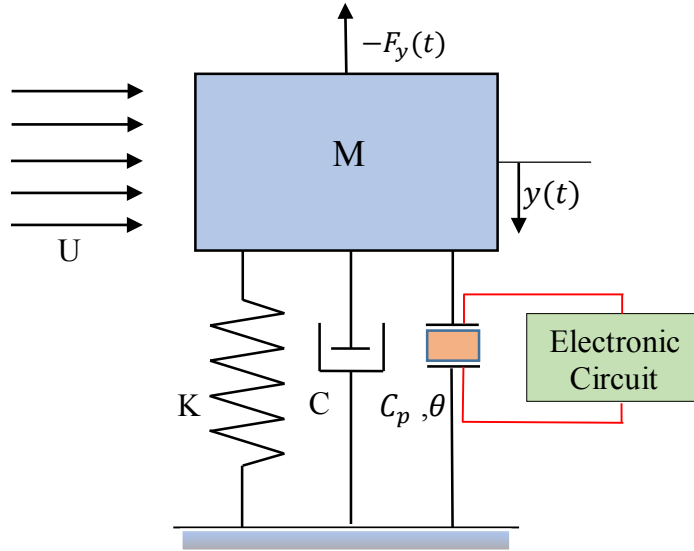 −F_y(t)
M
y(t)
U
Electronic
Circuit
K
C
C_p ,θ